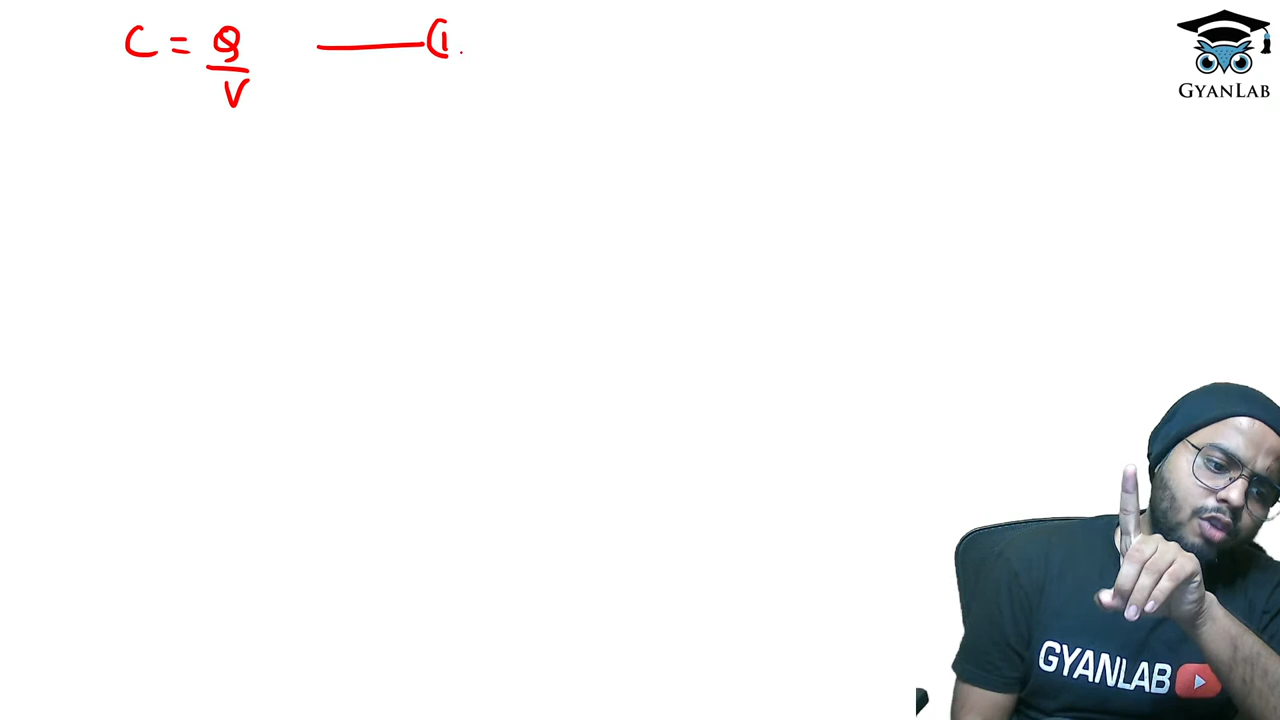 C = Q ——— (1.
V
GYANLAB
GYANLAB